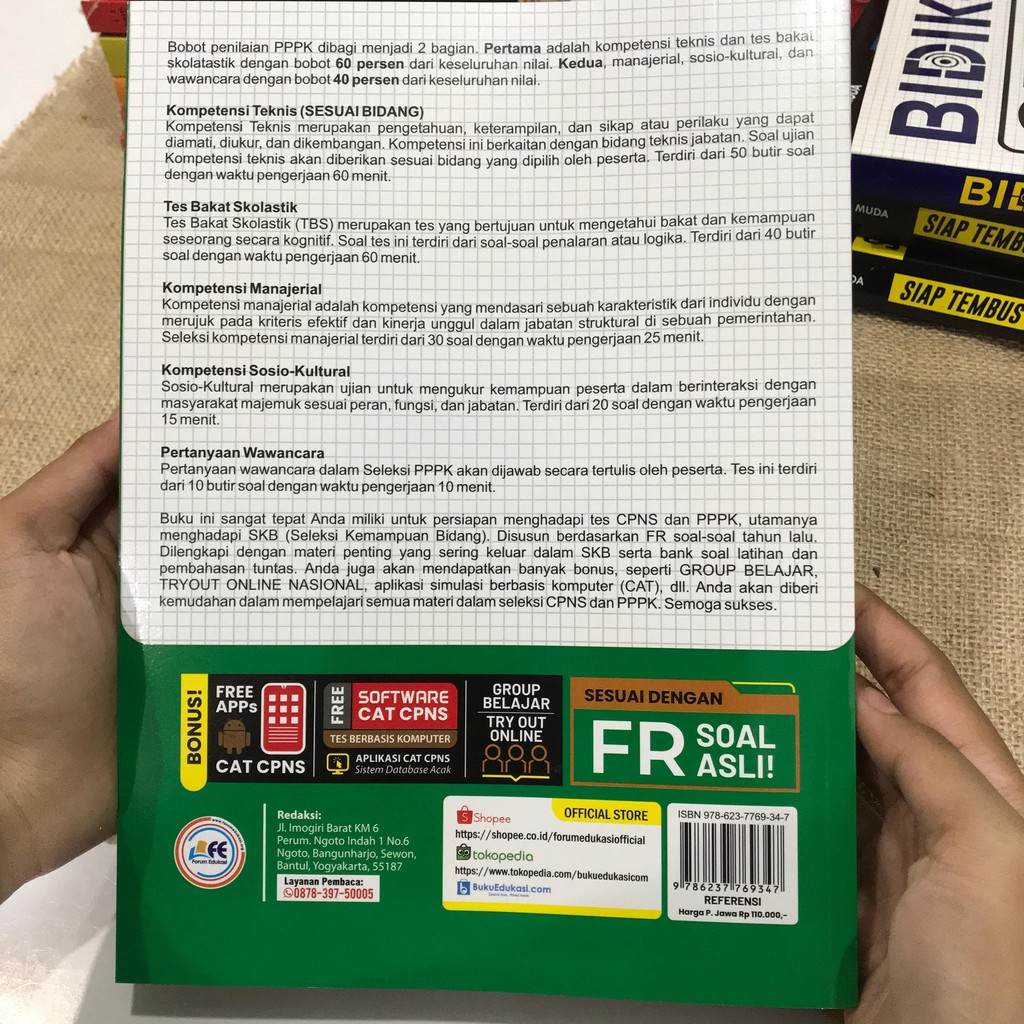 Bobot penilaian PPPK dibagi menjadi 2 bagian. Pertama adalah kompetensi teknis dan tes bakat
skolatastik dengan bobot 60 persen dari keseluruhan nilai. Kedua, manajerial, sosio-kultural, dan
wawancara dengan bobot 40 persen dari keseluruhan nilai.
Kompetensi Teknis (SESUAI BIDANG)
Kompetensi Teknis merupakan pengetahuan, keterampilan, dan sikap atau perilaku yang dapat
diamati, diukur, dan dikembangan. Kompetensi ini berkaitan dengan bidang teknis jabatan. Soal ujian
Kompetensi teknis akan diberikan sesuai bidang yang dipilih oleh peserta. Terdiri dari 50 butir soal
dengan waktu pengerjaan 60 menit.
Tes Bakat Skolastik
Tes Bakat Skolastik (TBS) merupakan tes yang bertujuan untuk mengetahui bakat dan kemampuan
seseorang secara kognitif. Soal tes ini terdiri dari soal-soal penalaran atau logika. Terdiri dari 40 butir
soal dengan waktu pengerjaan 60 menit.
Kompetensi Manajerial
Kompetensi manajerial adalah kompetensi yang mendasari sebuah karakteristik dari individu dengan
merujuk pada kriteris efektif dan kinerja unggul dalam jabatan struktural di sebuah pemerintahan.
Seleksi kompetensi manajerial terdiri dari 30 soal dengan waktu pengerjaan 25 menit.
Kompetensi Sosio-Kultural
Sosio-Kultural merupakan ujian untuk mengukur kemampuan peserta dalam berinteraksi dengan
masyarakat majemuk sesuai peran, fungsi, dan jabatan. Terdiri dari 20 soal dengan waktu pengerjaan
15 menit.
Pertanyaan Wawancara
Pertanyaan wawancara dalam Seleksi PPPK akan dijawab secara tertulis oleh peserta. Tes ini terdiri
dari 10 butir soal dengan waktu pengerjaan 10 menit.
Buku ini sangat tepat Anda miliki untuk persiapan menghadapi tes CPNS dan PPPK, utamanya
menghadapi SKB (Seleksi Kemampuan Bidang). Disusun berdasarkan FR soal-soal tahun lalu.
Dilengkapi dengan materi penting yang sering keluar dalam SKB serta bank soal latihan dan
pembahasan tuntas. Anda juga akan mendapatkan banyak bonus, seperti GROUP BELAJAR,
TRYOUT ONLINE NASIONAL, aplikasi simulasi berbasis komputer (CAT), dll. Anda akan diberi
kemudahan dalam mempelajari semua materi dalam seleksi CPNS dan PPPK. Semoga sukses.
BONUS!
FREE
APPs
CAT CPNS
FREE
SOFTWARE
CAT CPNS
TES BERBASIS KOMPUTER
APLIKASI CAT CPNS
Sistem Database Acak
GROUP
BELAJAR
TRY OUT
ONLINE
SESUAI DENGAN
FR SOAL
ASLI!
FE
Forum Edukasi
Redaksi:
Jl. Imogiri Barat KM 6
Perum. Ngoto Indah 1 No.6
Ngoto, Bangunharjo, Sewon,
Bantul, Yogyakarta, 55187
Layanan Pembaca:
0878-397-50005
OFFICIAL STORE
Shopee
https://shopee.co.id/forumedukasiofficial
tokopedia
https://www.tokopedia.com/bukuedukasicom
BukuEdukasi.com
ISBN 978-623-7769-34-7
9 786237 769347
REFERENSI
Harga P. Jawa Rp 110.000,-
BIDIK
BID
MUDA
SIAP TEMB
DA
SIAP TEMBUS